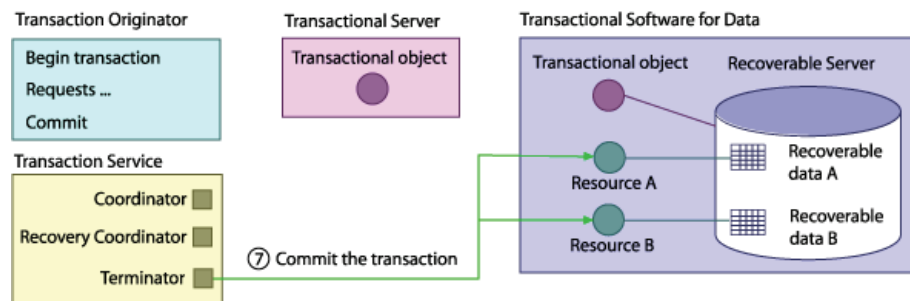 Transaction Originator
Begin transaction
Requests ...
Commit
Transactional Server
Transactional object
Transactional Software for Data
Transactional object
Recoverable Server
Resource A
Recoverable
data A
Resource B
Recoverable
data B
Transaction Service
Coordinator
Recovery Coordinator
Terminator
⑦ Commit the transaction